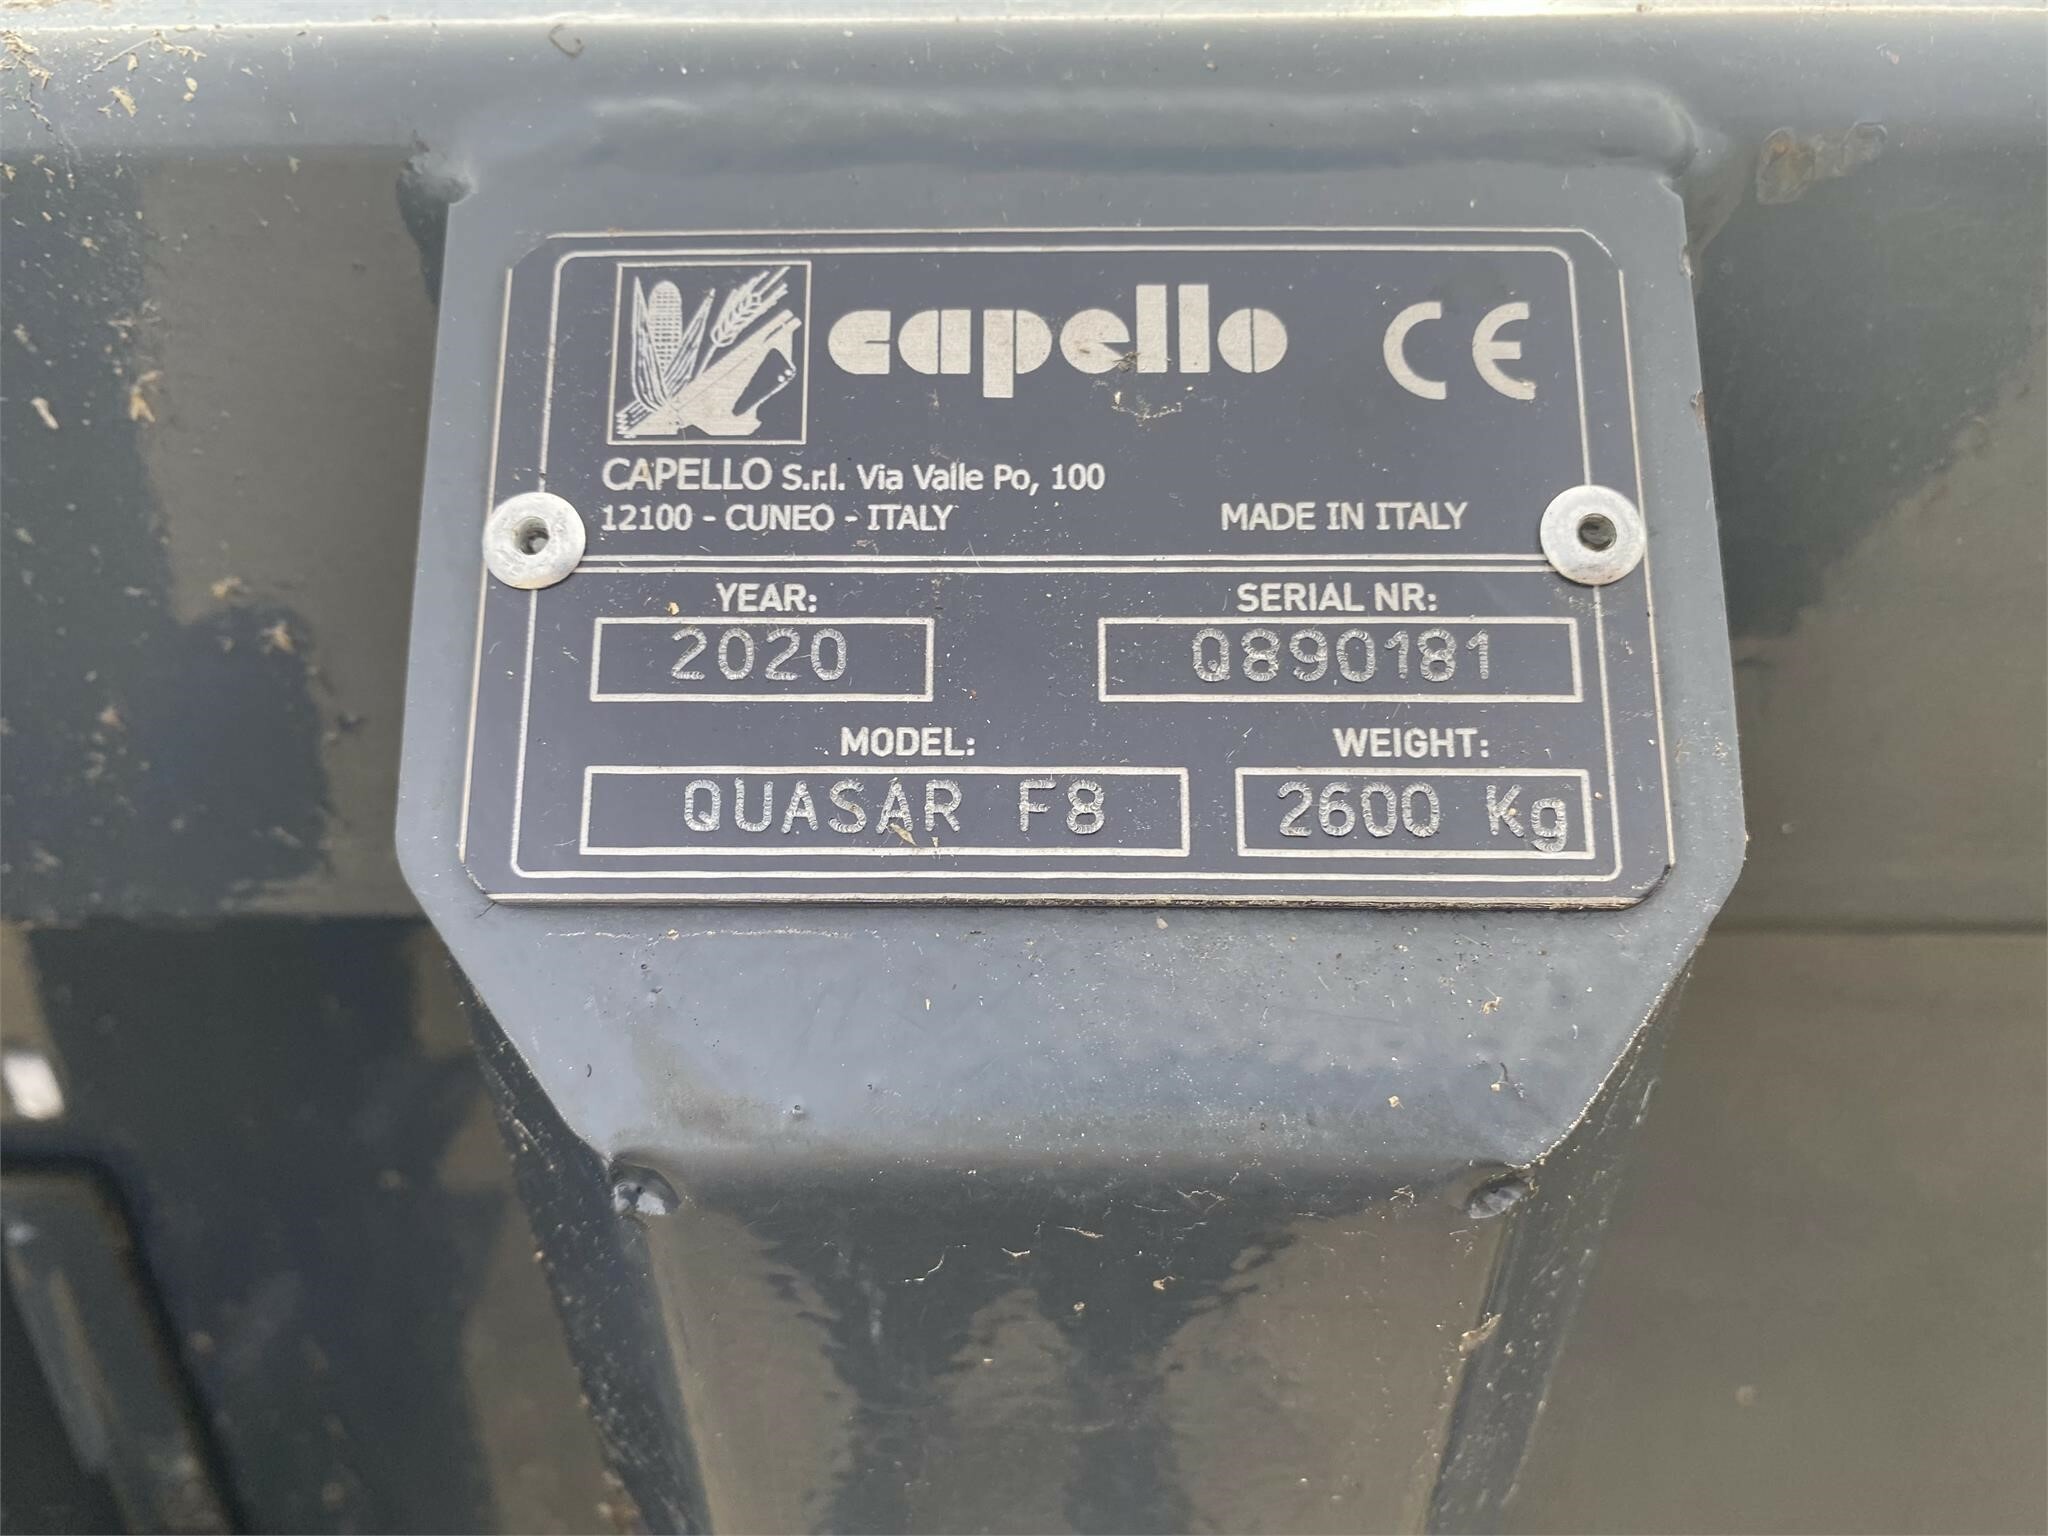 capello CE
CAPELLO S.r.l. Via Valle Po, 100
12100 - CUNEO - ITALY MADE IN ITALY
YEAR: SERIAL NR:
2020 Q890181
MODEL: WEIGHT:
QUASAR F8 2600 Kg